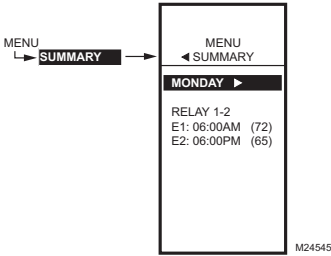 MENU
SUMMARY
MENU
◄ SUMMARY
MONDAY ►
RELAY 1-2
E1: 06:00AM (72)
E2: 06:00PM (65)
M24545